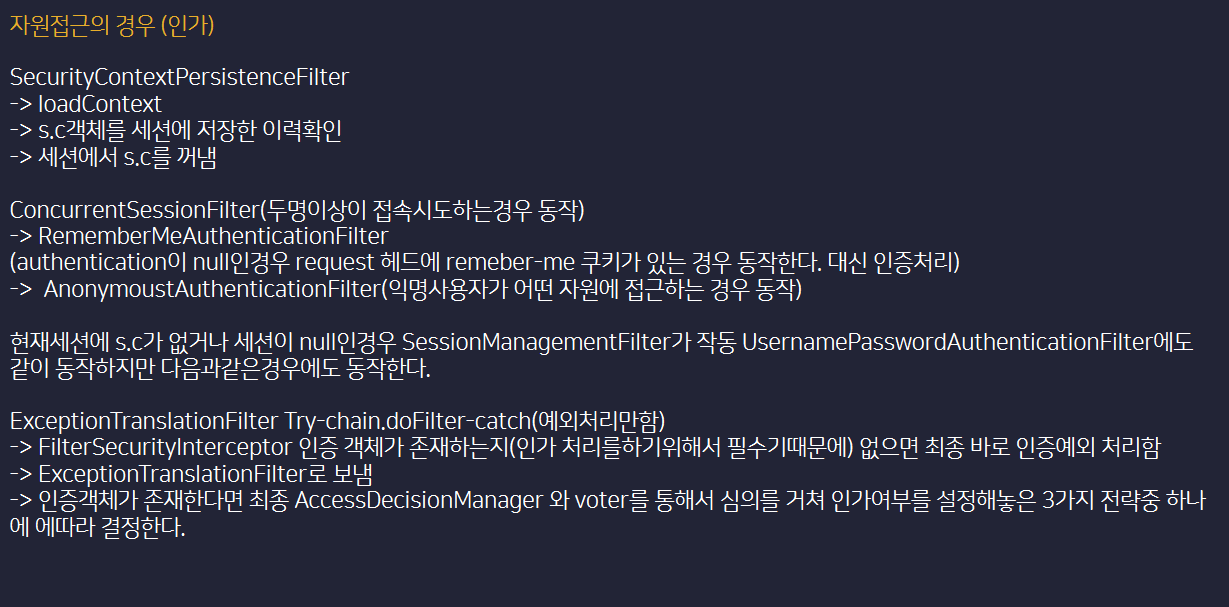 자원접근의 경우 (인가)
SecurityContextPersistenceFilter
-> loadContext
-> s.c객체를 세션에 저장한 이력확인
-> 세션에서 s.c를 꺼냄
ConcurrentSessionFilter(두명이상이 접속시도하는경우 동작)
-> RememberMeAuthenticationFilter
(authentication이 null인경우 request 헤드에 remeber-me 쿠키가 있는 경우 동작한다. 대신 인증처리)
-> AnonymoustAuthenticationFilter(익명사용자가 어떤 자원에 접근하는 경우 동작)
현재세션에 s.c가 없거나 세션이 null인경우 SessionManagementFilter가 작동 UsernamePasswordAuthenticationFilter에도
같이 동작하지만 다음과같은경우에도 동작한다.
ExceptionTranslationFilter Try-chain.doFilter-catch(예외처리만함)
-> FilterSecurityInterceptor 인증 객체가 존재하는지(인가 처리를하기위해서 필수기때문에) 없으면 최종 바로 인증예외 처리함
-> ExceptionTranslationFilter로 보냄
-> 인증객체가 존재한다면 최종 AccessDecisionManager 와 voter를 통해서 심의를 거쳐 인가여부를 설정해놓은 3가지 전략중 하나
에 에따라 결정한다.